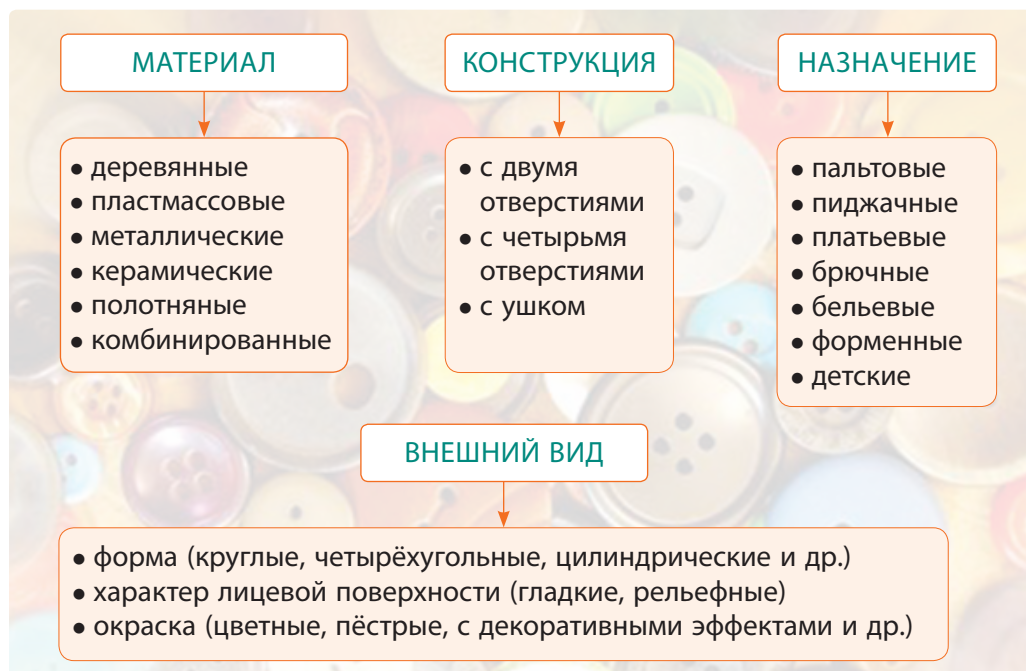 МАТЕРИАЛ
• деревянные
• пластмассовые
• металлические
• керамические
• полотняные
• комбинированные
КОНСТРУКЦИЯ
• с двумя
отверстиями
• с четырьмя
отверстиями
• с ушком
НАЗНАЧЕНИЕ
• пальтовые
• пиджачные
• платьевые
• брючные
• бельевые
• форменные
• детские
ВНЕШНИЙ ВИД
• форма (круглые, четырёхугольные, цилиндрические и др.)
• характер лицевой поверхности (гладкие, рельефные)
• окраска (цветные, пёстрые, с декоративными эффектами и др.)